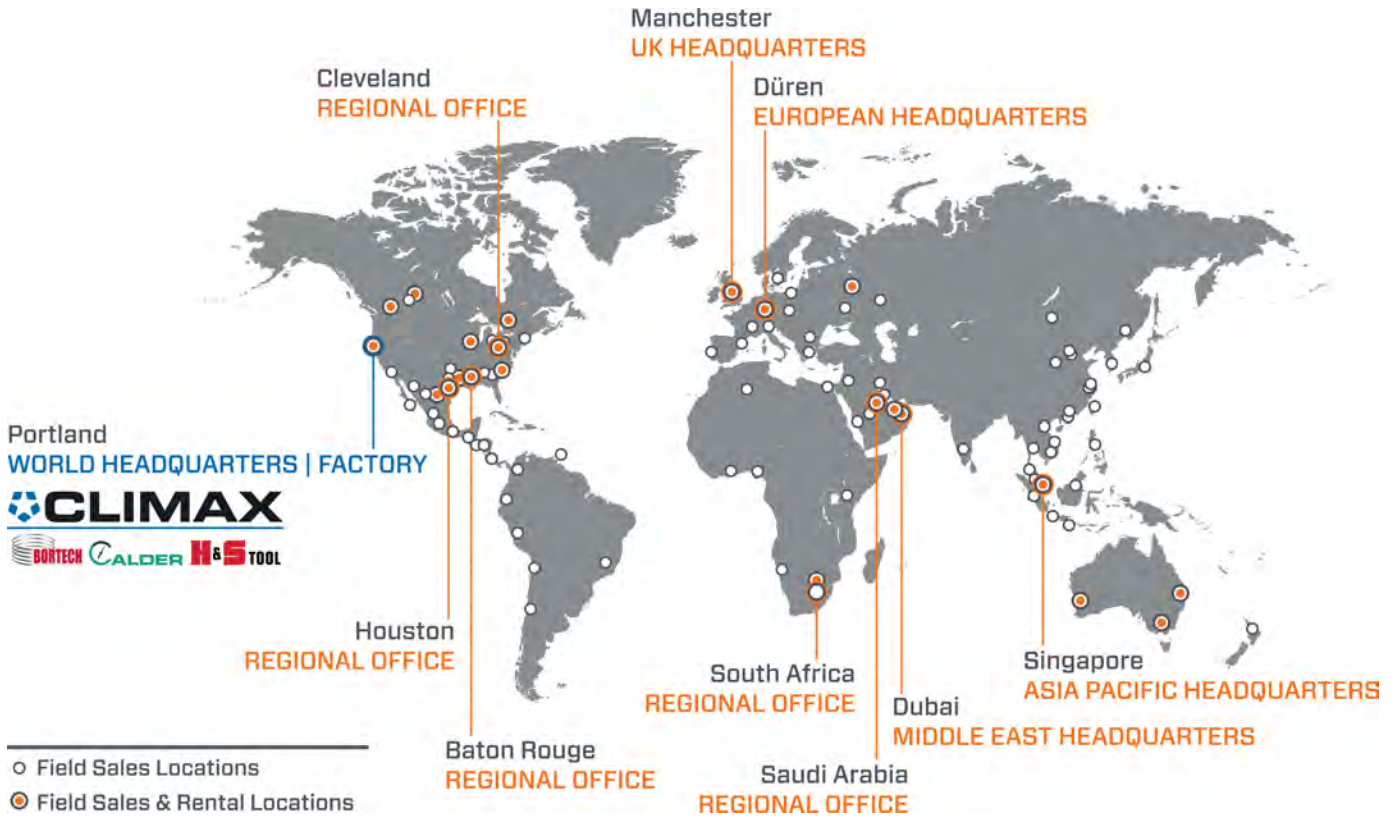 Manchester
UK HEADQUARTERS
Cleveland
REGIONAL OFFICE
Düren
EUROPEAN HEADQUARTERS
Portland
WORLD HEADQUARTERS | FACTORY
CLIMAX
BORTECH CALDER H&S TOOL
Houston
REGIONAL OFFICE
South Africa
REGIONAL OFFICE
Singapore
ASIA PACIFIC HEADQUARTERS
Dubai
MIDDLE EAST HEADQUARTERS
Baton Rouge
REGIONAL OFFICE
Saudi Arabia
REGIONAL OFFICE
Field Sales Locations
Field Sales & Rental Locations